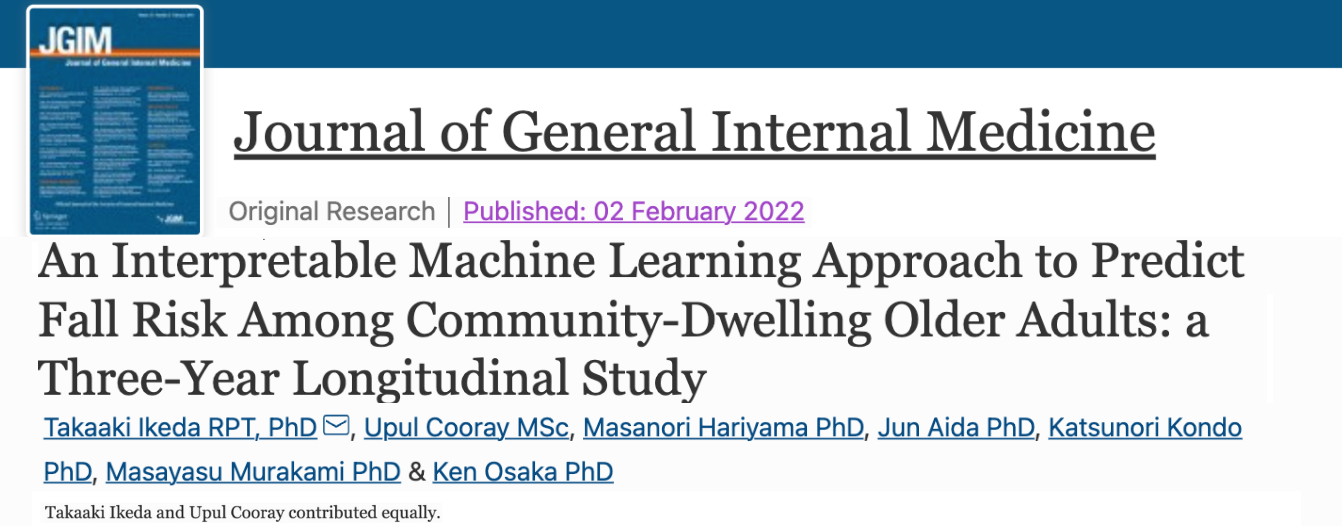 JGIM
Journal of General Internal Medicine
Journal of General Internal Medicine
Original Research | Published: 02 February 2022
An Interpretable Machine Learning Approach to Predict
Fall Risk Among Community-Dwelling Older Adults: a
Three-Year Longitudinal Study
Takaaki Ikeda RPT, PhD, Upul Cooray MSc, Masanori Hariyama PhD, Jun Aida PhD, Katsunori Kondo
PhD, Masayasu Murakami PhD & Ken Osaka PhD
Springer
JGIM
Takaaki Ikeda and Upul Cooray contributed equally.